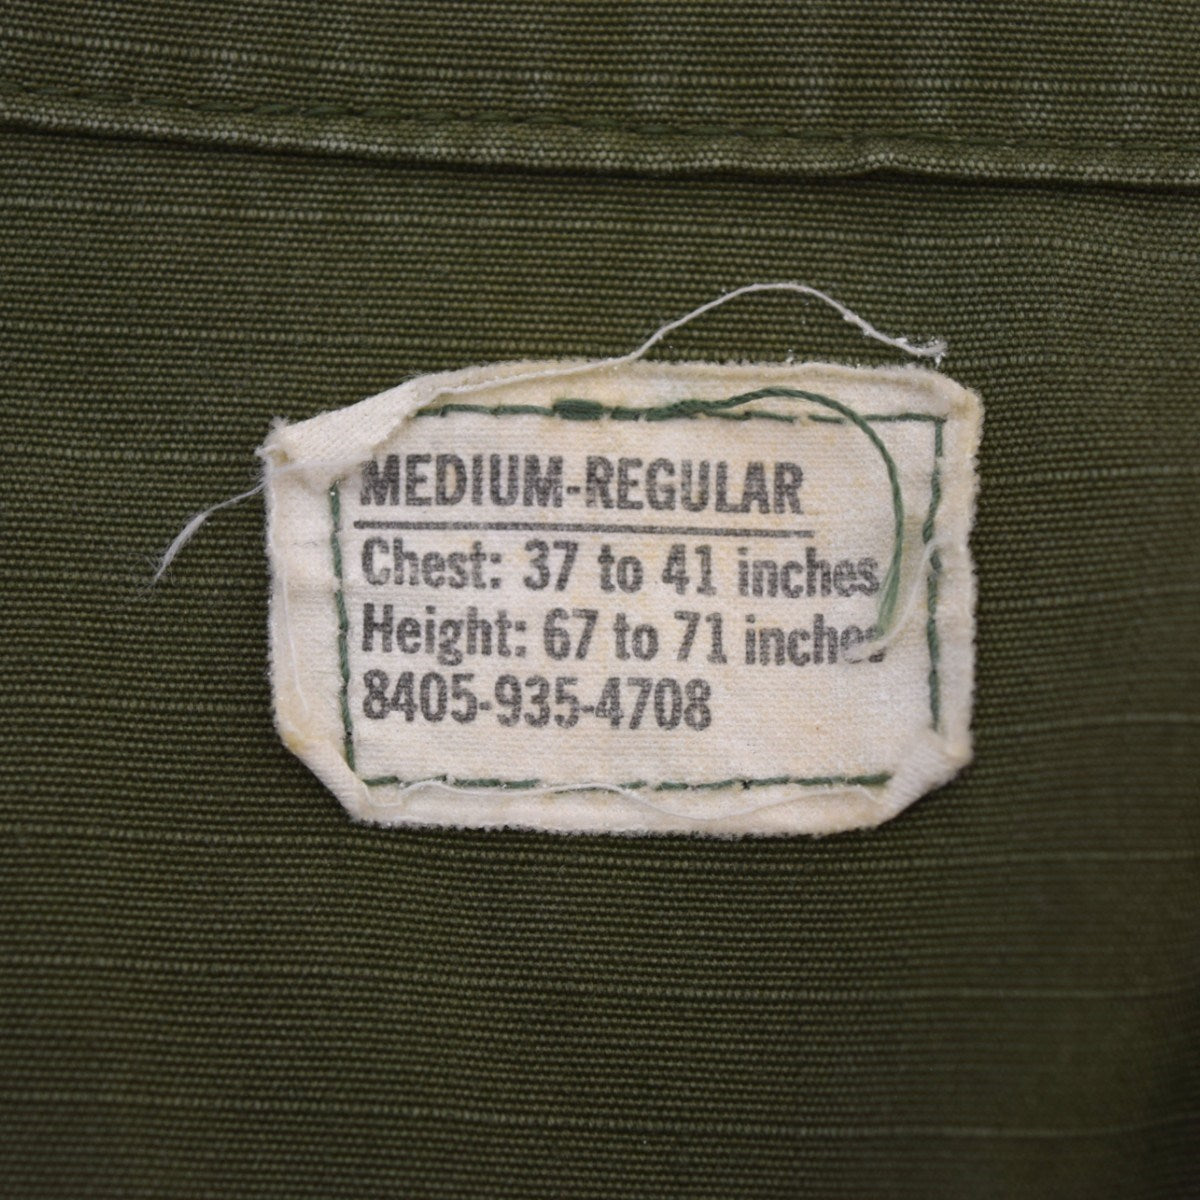 MEDIUM-REGULAR
Chest: 37 to 41 inches
Height: 67 to 71 inches
8405-935-4708